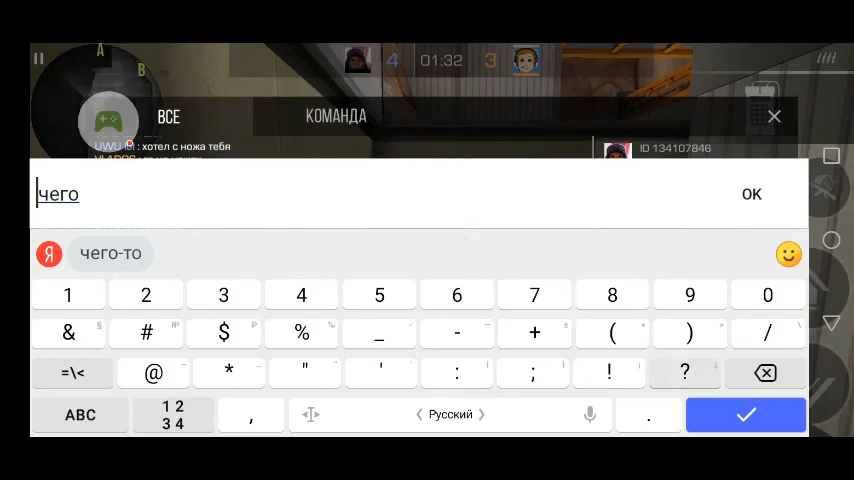 A
B
4 01:32 3
ВСЕ КОМАНДА
UWU :хотел с ножа тебя
ID 134107846
чего
OK
Я чего-то
1 2 3 4 5 6 7 8 9 0
& § # № $ ₽ % ‰ _ - + ± ( < ) > / \
=\< @ * " ' : ; ! ?
ABC 1 2 3 4 , Русский .